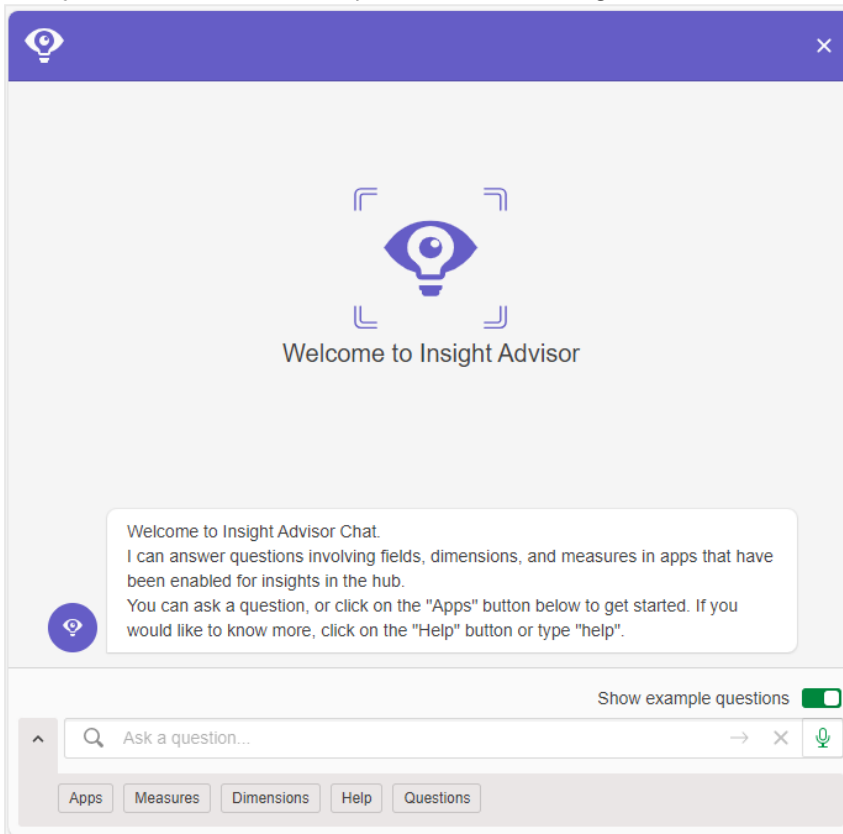 Welcome to Insight Advisor
Welcome to Insight Advisor Chat.
I can answer questions involving fields, dimensions, and measures in apps that have
been enabled for insights in the hub.
You can ask a question, or click on the "Apps" button below to get started. If you
would like to know more, click on the "Help" button or type "help".
Show example questions
Ask a question...
Apps Measures Dimensions Help Questions